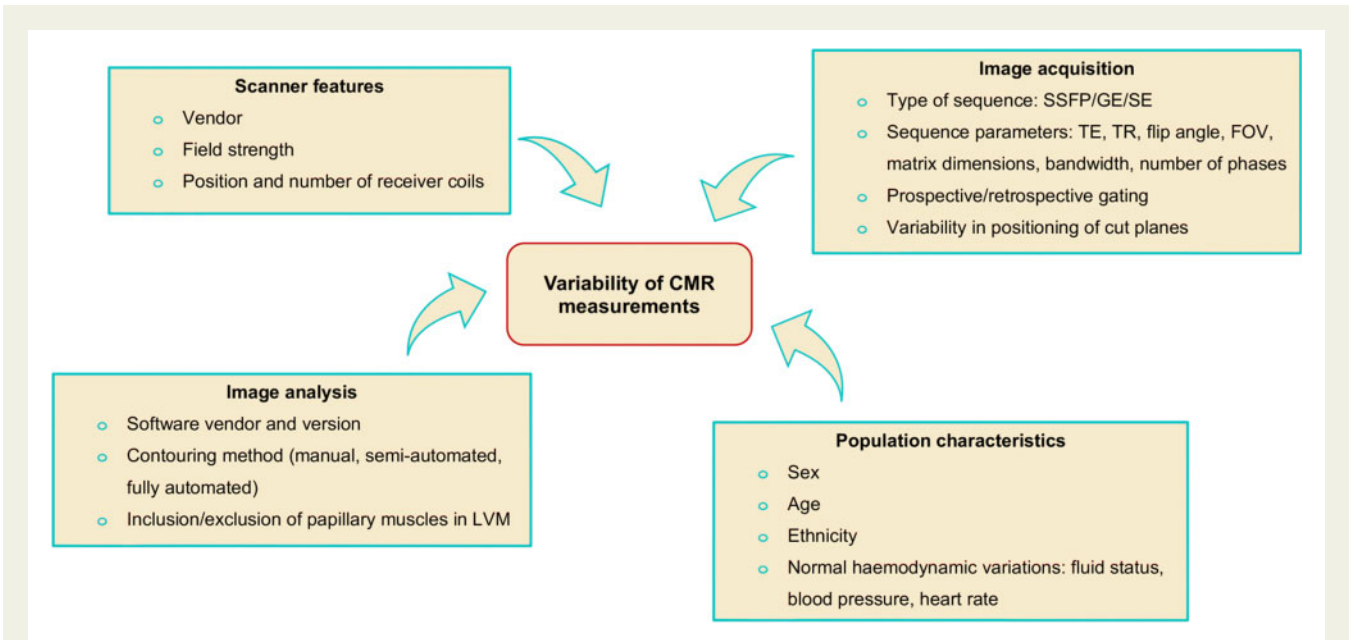 Scanner features
o Vendor
o Field strength
o Position and number of receiver coils
Image acquisition
o Type of sequence: SSFP/GE/SE
o Sequence parameters: TE, TR, flip angle, FOV,
matrix dimensions, bandwidth, number of phases
o Prospective/retrospective gating
o Variability in positioning of cut planes
Variability of CMR
measurements
Image analysis
o Software vendor and version
o Contouring method (manual, semi-automated,
fully automated)
o Inclusion/exclusion of papillary muscles in LVM
Population characteristics
o Sex
o Age
o Ethnicity
o Normal haemodynamic variations: fluid status,
blood pressure, heart rate